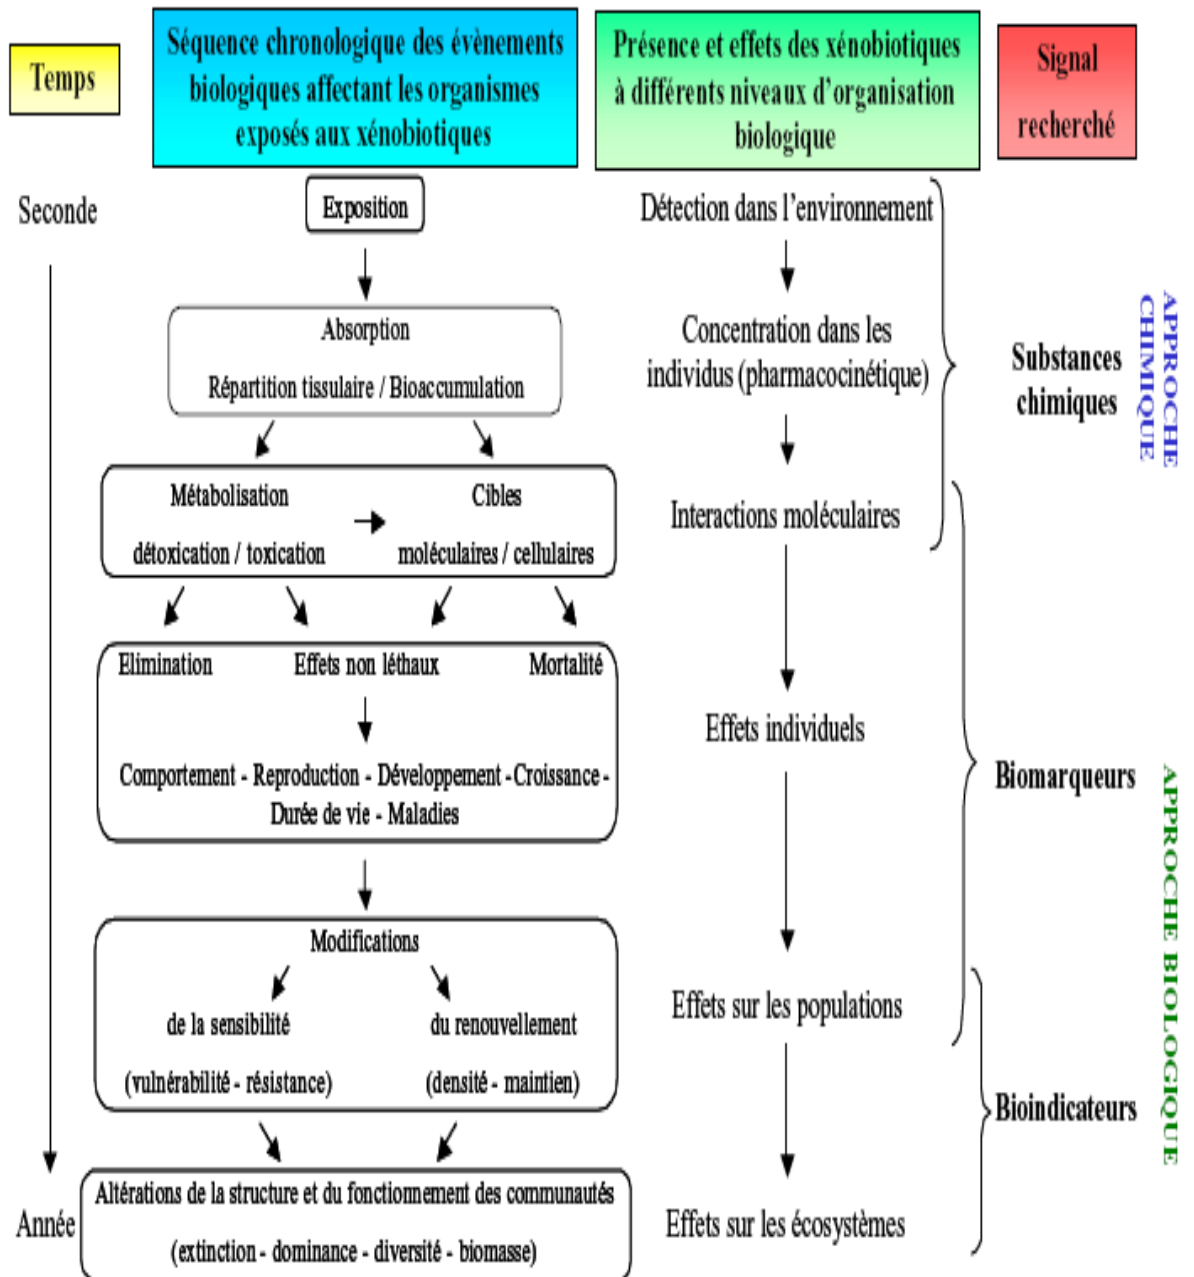 Temps
Séquence chronologique des évènements
biologiques affectant les organismes
exposés aux xénobiotiques
Présence et effets des xénobiotiques
à différents niveaux d'organisation
biologique
Signal
recherché
Seconde
Année
Exposition
Absorption
Répartition tissulaire / Bioaccumulation
Métabolisation
détoxication / toxication
Cibles
moléculaires / cellulaires
Elimination
Effets non léthaux
Mortalité
Comportement - Reproduction - Développement -Croissance -
Durée de vie - Maladies
Modifications
de la sensibilité
(vulnérabilité - résistance)
du renouvellement
(densité - maintien)
Altérations de la structure et du fonctionnement des communautés
(extinction - dominance - diversité - biomasse)
Détection dans l'environnement
Concentration dans les
individus (pharmacocinétique)
Interactions moléculaires
Effets individuels
Effets sur les populations
Effets sur les écosystèmes
Substances
chimiques
Biomarqueurs
Bioindicateurs
APPROCHE
CHIMIQUE
APPROCHE BIOLOGIQUE